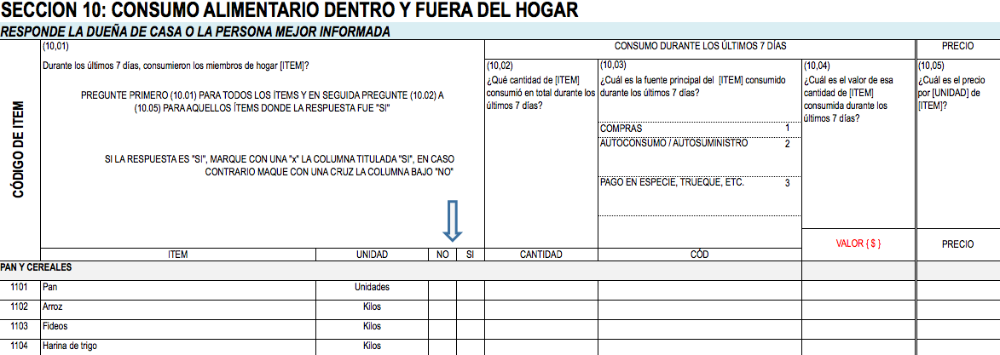 SECCION 10: CONSUMO ALIMENTARIO DENTRO Y FUERA DEL HOGAR
RESPONDE LA DUEÑA DE CASA O LA PERSONA MEJOR INFORMADA
CÓDIGO DE ITEM
(10,01)
Durante los últimos 7 días, consumieron los miembros de hogar [ITEM]?
PREGUNTE PRIMERO (10.01) PARA TODOS LOS ÍTEMS Y EN SEGUIDA PREGUNTE (10.02) A
(10.05) PARA AQUELLOS ÍTEMS DONDE LA RESPUESTA FUE "SI"
SI LA RESPUESTA ES "SI", MARQUE CON UNA "x" LA COLUMNA TITULADA "SI", EN CASO
CONTRARIO MAQUE CON UNA CRUZ LA COLUMNA BAJO "NO"
CONSUMO DURANTE LOS ÚLTIMOS 7 DÍAS
PRECIO
(10,02)
¿Qué cantidad de [ITEM]
consumió en total durante los
últimos 7 días?
(10,03)
¿Cuál es la fuente principal del [ITEM] consumido
durante los últimos 7 días?
COMPRAS 1
AUTOCONSUMO / AUTOSUMINISTRO 2
PAGO EN ESPECIE, TRUEQUE, ETC. 3
(10,04)
¿Cuál es el valor de esa
cantidad de [ITEM]
consumida durante los
últimos 7 días?
(10,05)
¿Cuál es el precio
por [UNIDAD] de
[ITEM]?
ITEM UNIDAD NO SI CANTIDAD CÓD VALOR { $ } PRECIO
PAN Y CEREALES
1101 Pan Unidades
1102 Arroz Kilos
1103 Fideos Kilos
1104 Harina de trigo Kilos